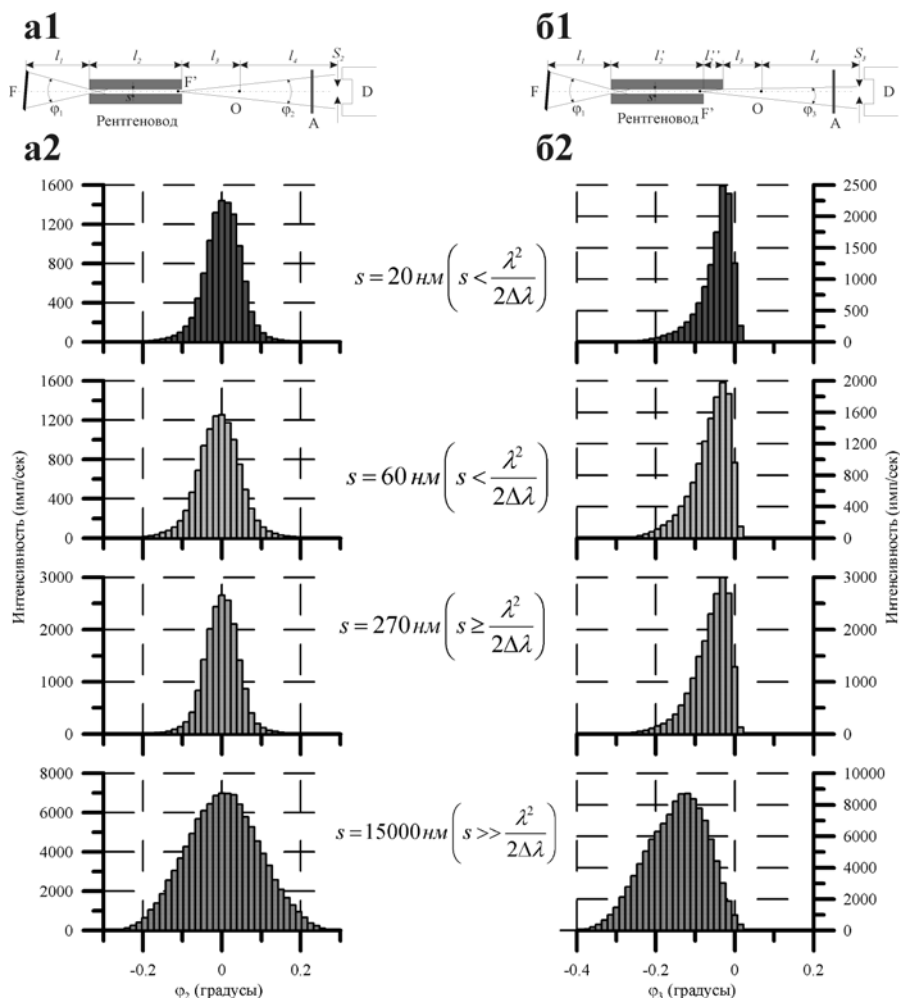 а1
б1
l₁ l₂ l₃ l₄ S₂
F φ₁ s F' O φ₂ A D
Рентгеновод
l₁ l₂' l₂'' l₃ l₄ S₃
F φ₁ s F' O φ₃ A D
Рентгеновод
а2
б2
Интенсивность (имп/сек)
1600
1200
800
400
0
s = 20 нм (s < λ²/2Δλ)
2500
2000
1500
1000
500
0
1600
1200
800
400
0
s = 60 нм (s < λ²/2Δλ)
2000
1600
1200
800
400
0
3000
2000
1000
0
s = 270 нм (s ≥ λ²/2Δλ)
3000
2000
1000
0
8000
6000
4000
2000
0
s = 15000 нм (s >> λ²/2Δλ)
10000
8000
6000
4000
2000
0
Интенсивность (имп/сек)
-0.2 0 0.2
φ₂ (градусы)
-0.4 -0.2 0 0.2
φ₃ (градусы)